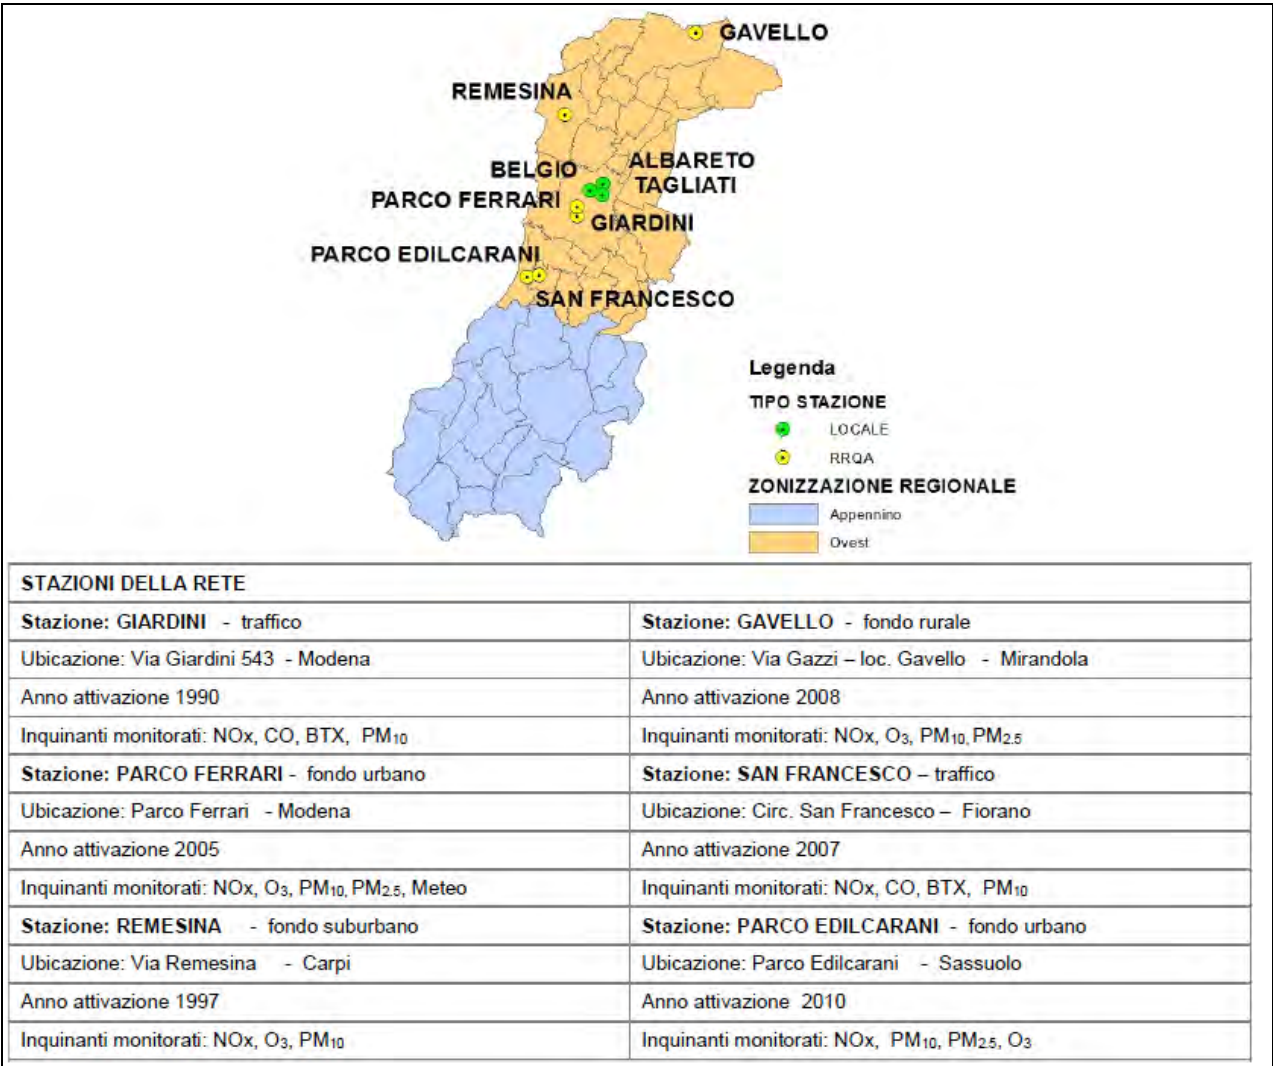 GAVELLO
REMESINA
BELGIO
ALBARETO
TAGLIATI
PARCO FERRARI
GIARDINI
PARCO EDILCARANI
SAN FRANCESCO
Legenda
TIPO STAZIONE
LOCALE
RRQA
ZONIZZAZIONE REGIONALE
Appennino
Ovest
STAZIONI DELLA RETE
Stazione: GIARDINI - traffico
Stazione: GAVELLO - fondo rurale
Ubicazione: Via Giardini 543 - Modena
Ubicazione: Via Gazzi – loc. Gavello - Mirandola
Anno attivazione 1990
Anno attivazione 2008
Inquinanti monitorati: NOx, CO, BTX, PM10
Inquinanti monitorati: NOx, O3, PM10, PM2.5
Stazione: PARCO FERRARI - fondo urbano
Stazione: SAN FRANCESCO – traffico
Ubicazione: Parco Ferrari - Modena
Ubicazione: Circ. San Francesco – Fiorano
Anno attivazione 2005
Anno attivazione 2007
Inquinanti monitorati: NOx, O3, PM10, PM2.5, Meteo
Inquinanti monitorati: NOx, CO, BTX, PM10
Stazione: REMESINA - fondo suburbano
Stazione: PARCO EDILCARANI - fondo urbano
Ubicazione: Via Remesina - Carpi
Ubicazione: Parco Edilcarani - Sassuolo
Anno attivazione 1997
Anno attivazione 2010
Inquinanti monitorati: NOx, O3, PM10
Inquinanti monitorati: NOx, PM10, PM2.5, O3